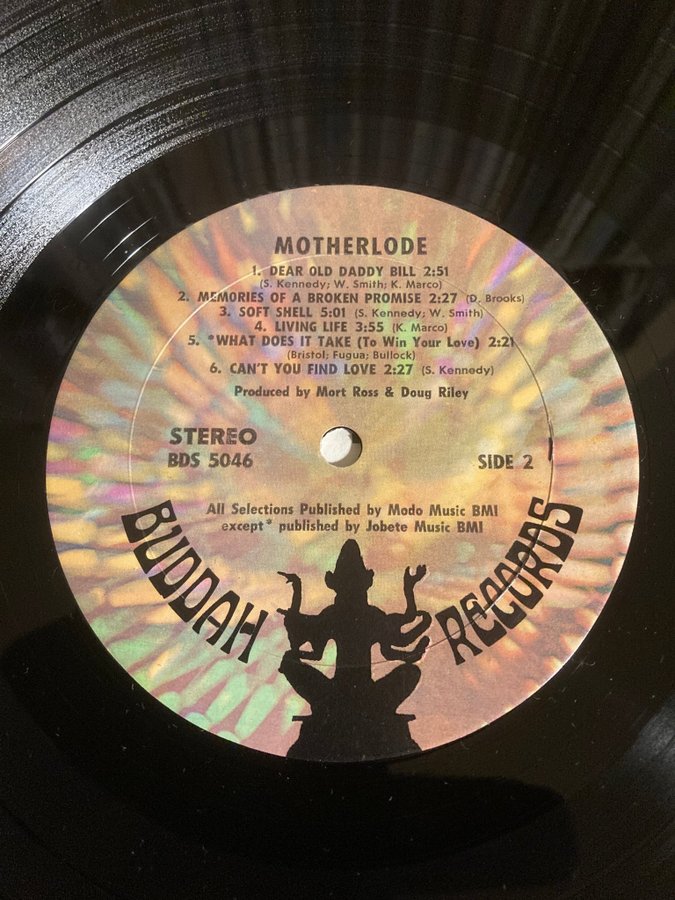 MOTHERLODE
1. DEAR OLD DADDY BILL 2:51
(S. Kennedy; W. Smith; K. Marco)
2. MEMORIES OF A BROKEN PROMISE 2:27 (D. Brooks)
3. SOFT SHELL 5:01 (S. Kennedy; W. Smith)
4. LIVING LIFE 3:55 (K. Marco)
5. *WHAT DOES IT TAKE (To Win Your Love) 2:21
(Bristol; Fugua; Bullock)
6. CAN'T YOU FIND LOVE 2:27 (S. Kennedy)
Produced by Mort Ross & Doug Riley
STEREO
BDS 5046
SIDE 2
All Selections Published by Modo Music BMI
except* published by Jobete Music BMI
BUDDAH RECORDS